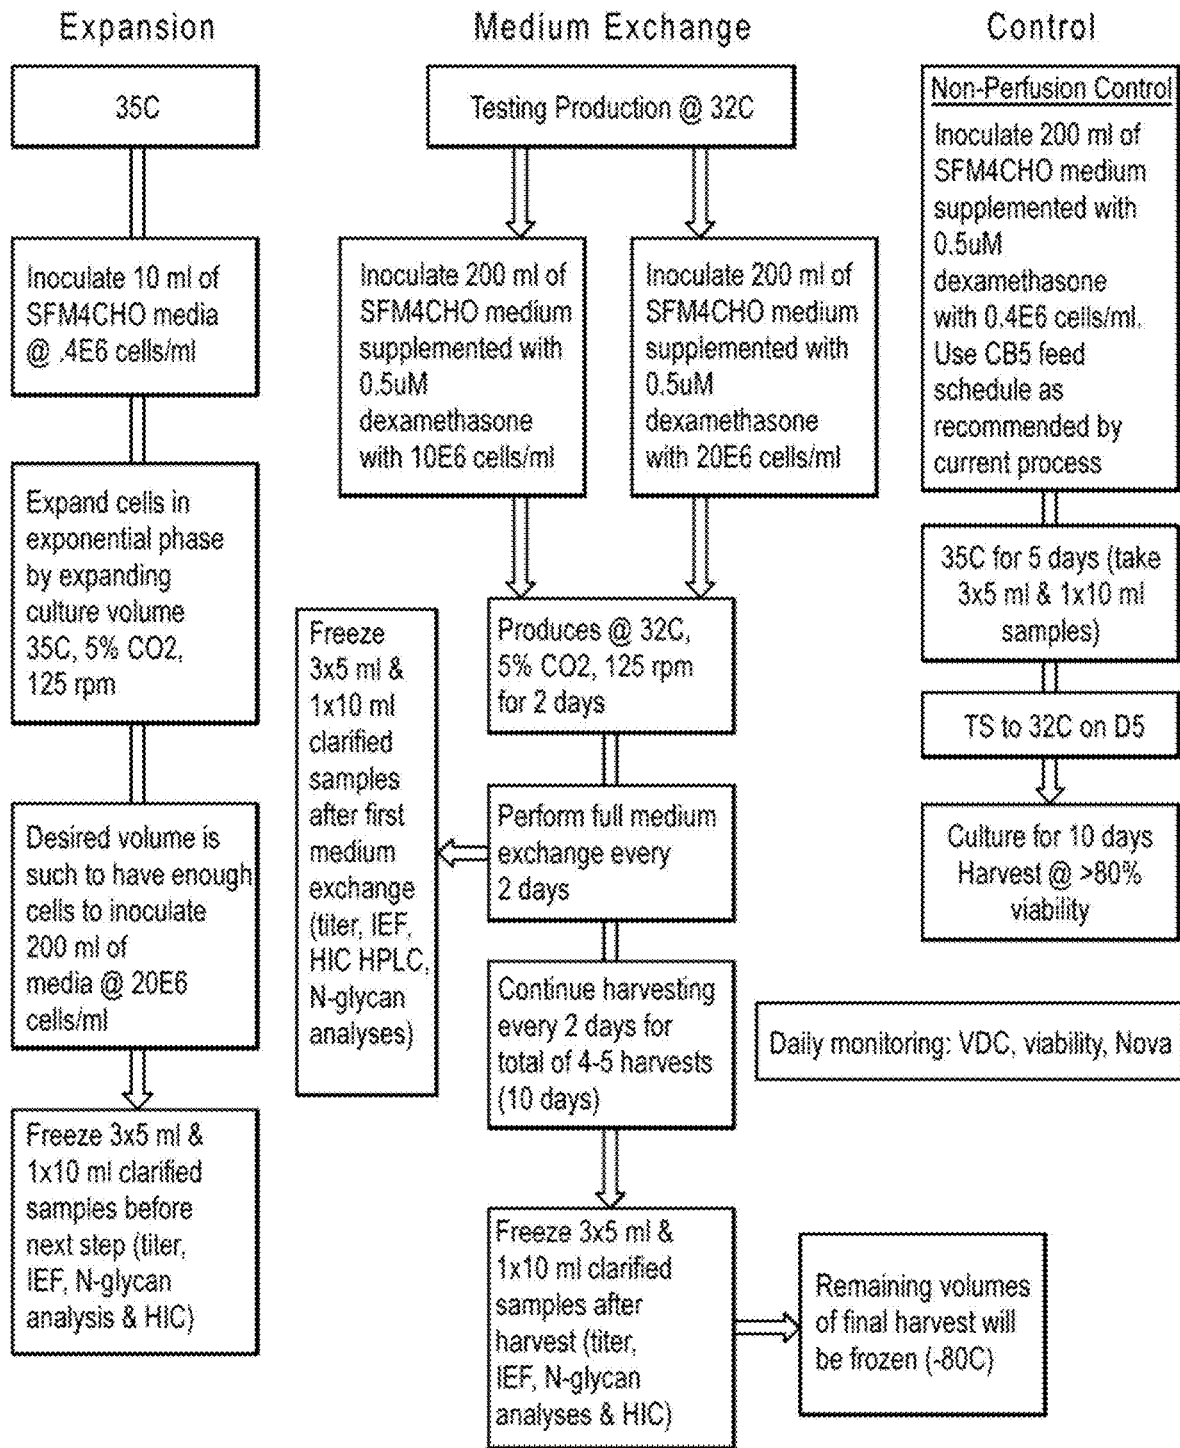 Expansion
35C
Inoculate 10 ml of
SFM4CHO media
@ .4E6 cells/ml
Expand cells in
exponential phase
by expanding
culture volume
35C, 5% CO2,
125 rpm
Desired volume is
such to have enough
cells to inoculate
200 ml of
media @ 20E6
cells/ml
Freeze 3x5 ml &
1x10 ml clarified
samples before
next step (titer,
IEF, N-glycan
analysis & HIC)
Medium Exchange
Testing Production @ 32C
Inoculate 200 ml of
SFM4CHO medium
supplemented with
0.5uM
dexamethasone
with 10E6 cells/ml
Inoculate 200 ml of
SFM4CHO medium
supplemented with
0.5uM
dexamethasone
with 20E6 cells/ml
Produces @ 32C,
5% CO2, 125 rpm
for 2 days
Perform full medium
exchange every
2 days
Freeze
3x5 ml &
1x10 ml
clarified
samples
after first
medium
exchange
(titer, IEF,
HIC HPLC,
N-glycan
analyses)
Continue harvesting
every 2 days for
total of 4-5 harvests
(10 days)
Freeze 3x5 ml &
1x10 ml clarified
samples after
harvest (titer,
IEF, N-glycan
analyses & HIC)
Remaining volumes
of final harvest will
be frozen (-80C)
Control
Non-Perfusion Control
Inoculate 200 ml of
SFM4CHO medium
supplemented with
0.5uM
dexamethasone
with 0.4E6 cells/ml.
Use CB5 feed
schedule as
recommended by
current process
35C for 5 days (take
3x5 ml & 1x10 ml
samples)
TS to 32C on D5
Culture for 10 days
Harvest @ >80%
viability
Daily monitoring: VDC, viability, Nova